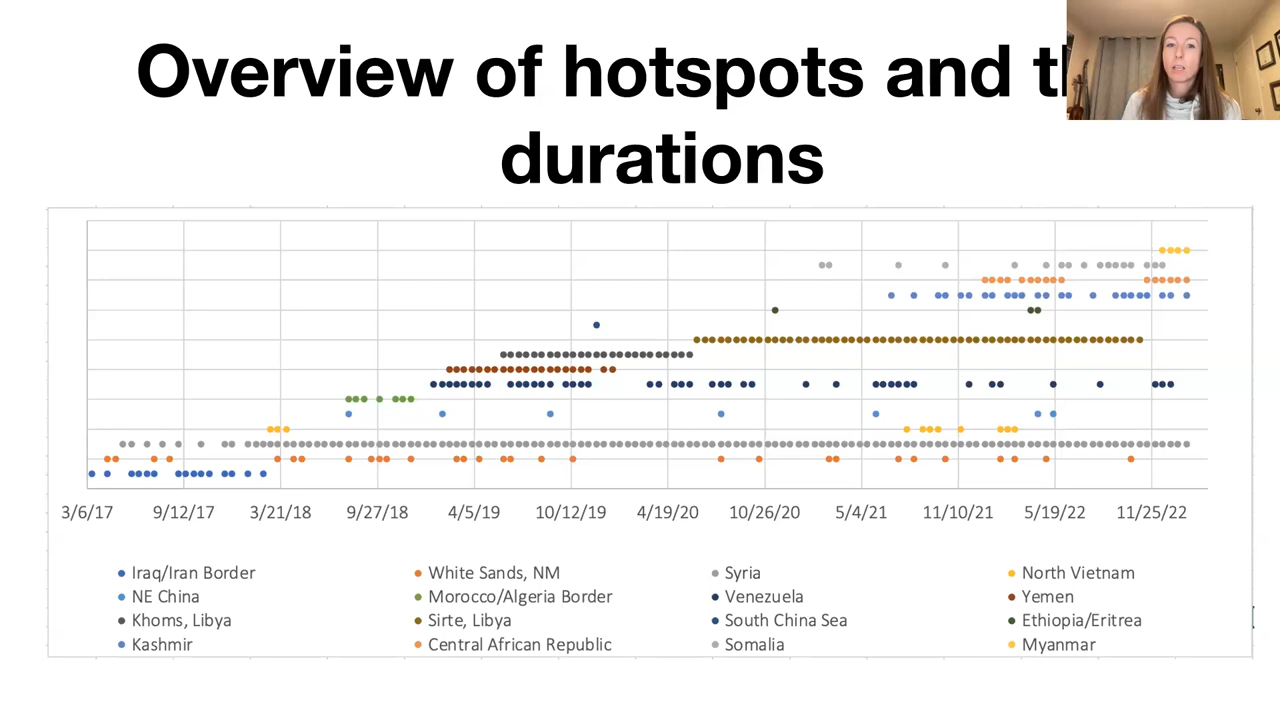 Overview of hotspots and
durations
3/6/17 9/12/17 3/21/18 9/27/18 4/5/19 10/12/19 4/19/20 10/26/20 5/4/21 11/10/21 5/19/22 11/25/22
Iraq/Iran Border White Sands, NM Syria North Vietnam
NE China Morocco/Algeria Border Venezuela Yemen
Khoms, Libya Sirte, Libya South China Sea Ethiopia/Eritrea
Kashmir Central African Republic Somalia Myanmar